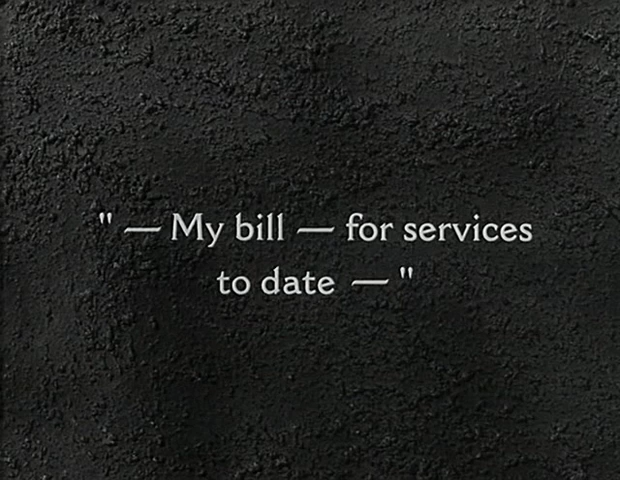 " — My bill — for services
to date — "